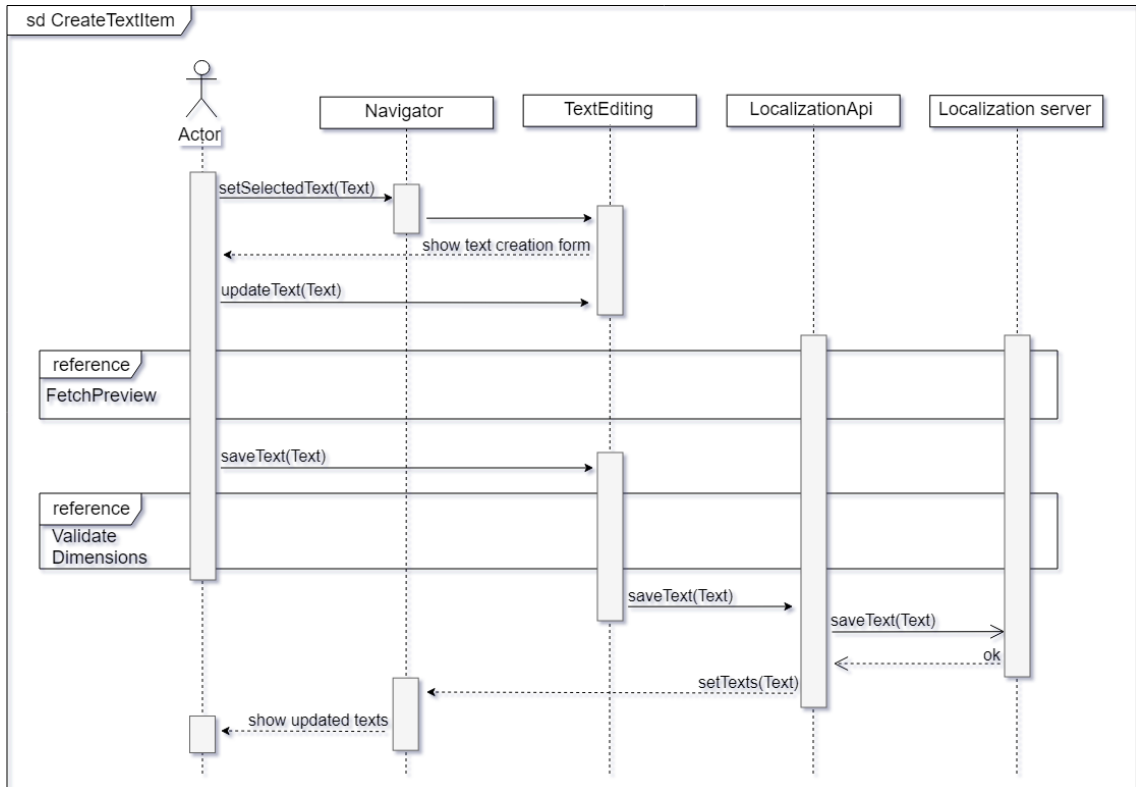 sd CreateTextItem
Actor
Navigator
TextEditing
LocalizationApi
Localization server
setSelectedText(Text)
show text creation form
updateText(Text)
reference
FetchPreview
saveText(Text)
reference
Validate
Dimensions
saveText(Text)
saveText(Text)
ok
setTexts(Text)
show updated texts